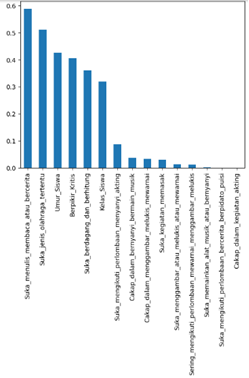 0.6
0.5
0.4
0.3
0.2
0.1
0.0
Suka_menulis_membaca_atau_bercerita
Suka_jenis_olahraga_tertentu
Umur_Siswa
Berpikir_Kritis
Suka_berdagang_dan_berhitung
Kelas_Siswa
Suka_mengikuti_perlombaan_menyanyi_akting
Cakap_dalam_bernyanyi_bermain_musik
Cakap_dalam_menggambar_melukis_mewarnai
Suka_kegiatan_memasak
Suka_menggambar_atau_melukis_atau_mewarnai
Sering_mengikuti_perlombaan_mewarnai_menggambar_melukis
Suka_memainkan_alat_musik_atau_bernyanyi
Suka_mengikuti_perlombaan_bercerita_berpidato_puisi
Cakap_dalam_kegiatan_akting